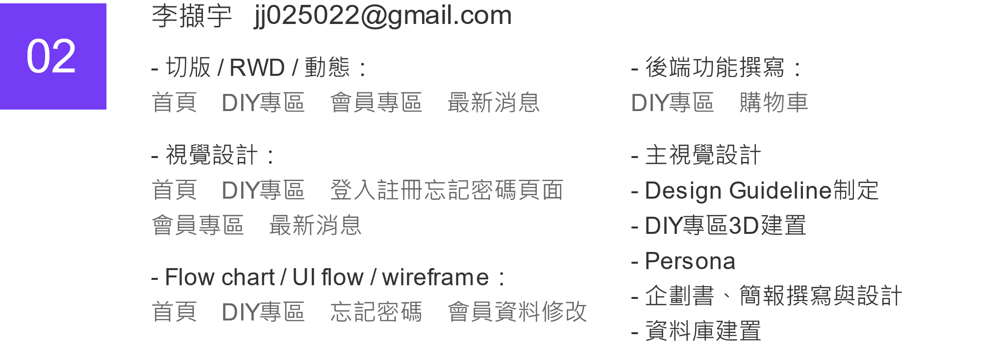 02
李擷宇 jj025022@gmail.com
- 切版 / RWD / 動態：
首頁 DIY專區 會員專區 最新消息
- 視覺設計：
首頁 DIY專區 登入註冊忘記密碼頁面
會員專區 最新消息
- Flow chart / UI flow / wireframe：
首頁 DIY專區 忘記密碼 會員資料修改
- 後端功能撰寫：
DIY專區 購物車
- 主視覺設計
- Design Guideline制定
- DIY專區3D建置
- Persona
- 企劃書、簡報撰寫與設計
- 資料庫建置